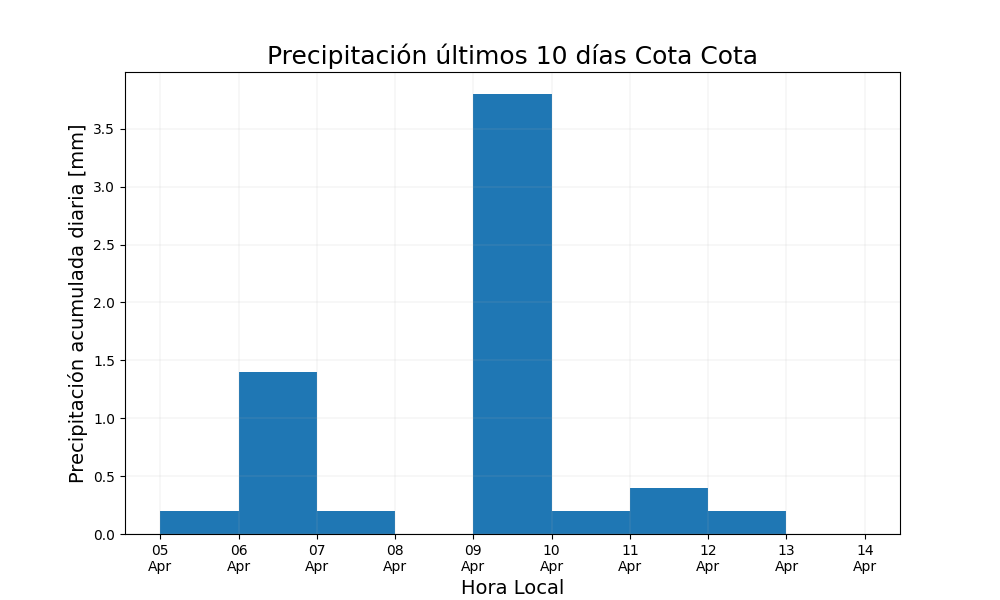 Precipitación últimos 10 días Cota Cota
Precipitación acumulada diaria [mm]
3.5
3.0
2.5
2.0
1.5
1.0
0.5
0.0
05 06 07 08 09 10 11 12 13 14
Apr Apr Apr Apr Apr Apr Apr Apr Apr Apr
Hora Local